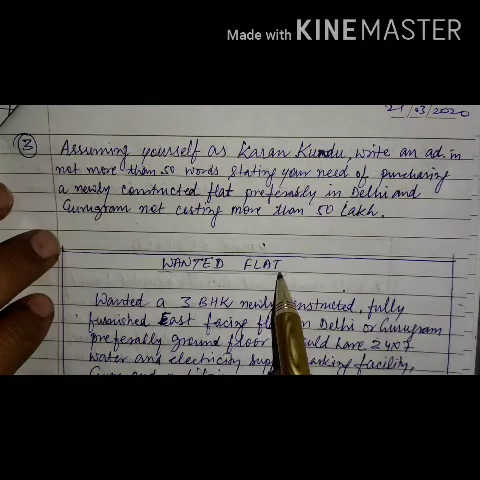 Made with KINEMASTER
21/03/2020
3 Assuming yourself as Karan Kundu, write an ad. in
not more than 50 words stating your need of purchasing
a newly constructed flat preferably in Delhi and
Gurugram not costing more than 50 Lakh.
WANTED FLAT
Wanted a 3 BHK newly constructed, fully
furnished East facing in Delhi or Gurugram
preferably ground floor 24x7
water and electricity parking facility,